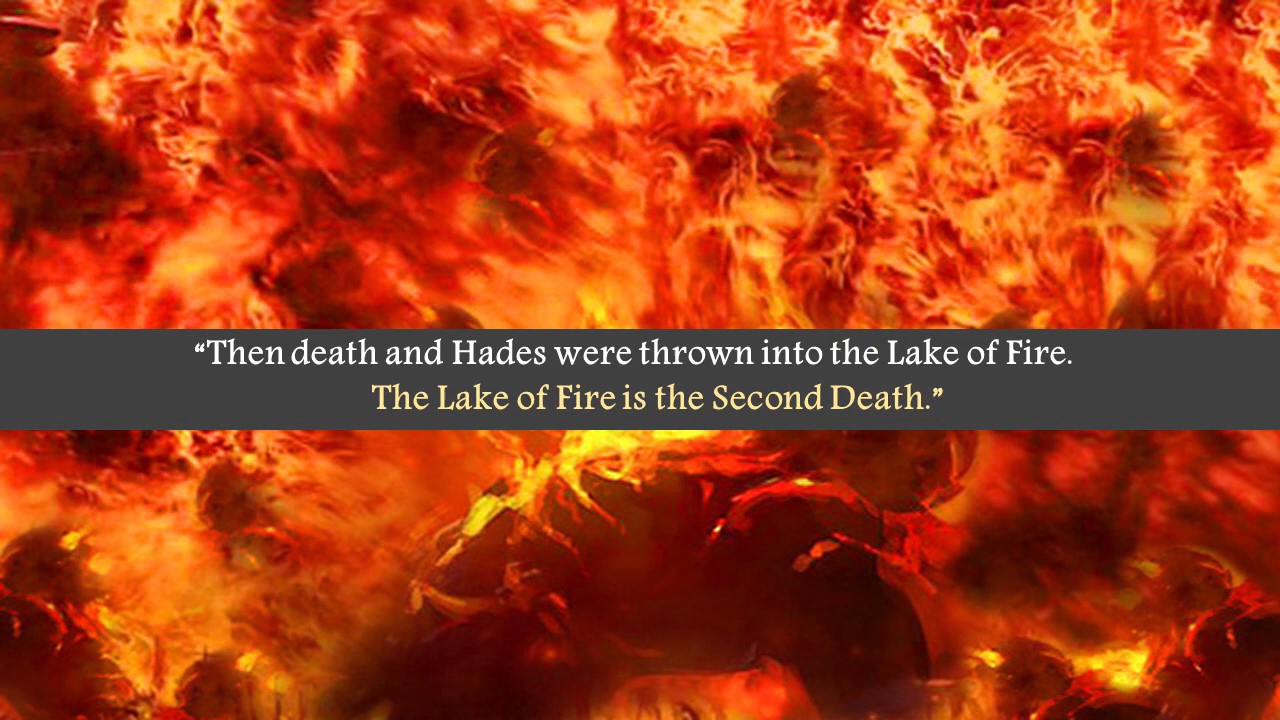 “Then death and Hades were thrown into the Lake of Fire.
The Lake of Fire is the Second Death.”